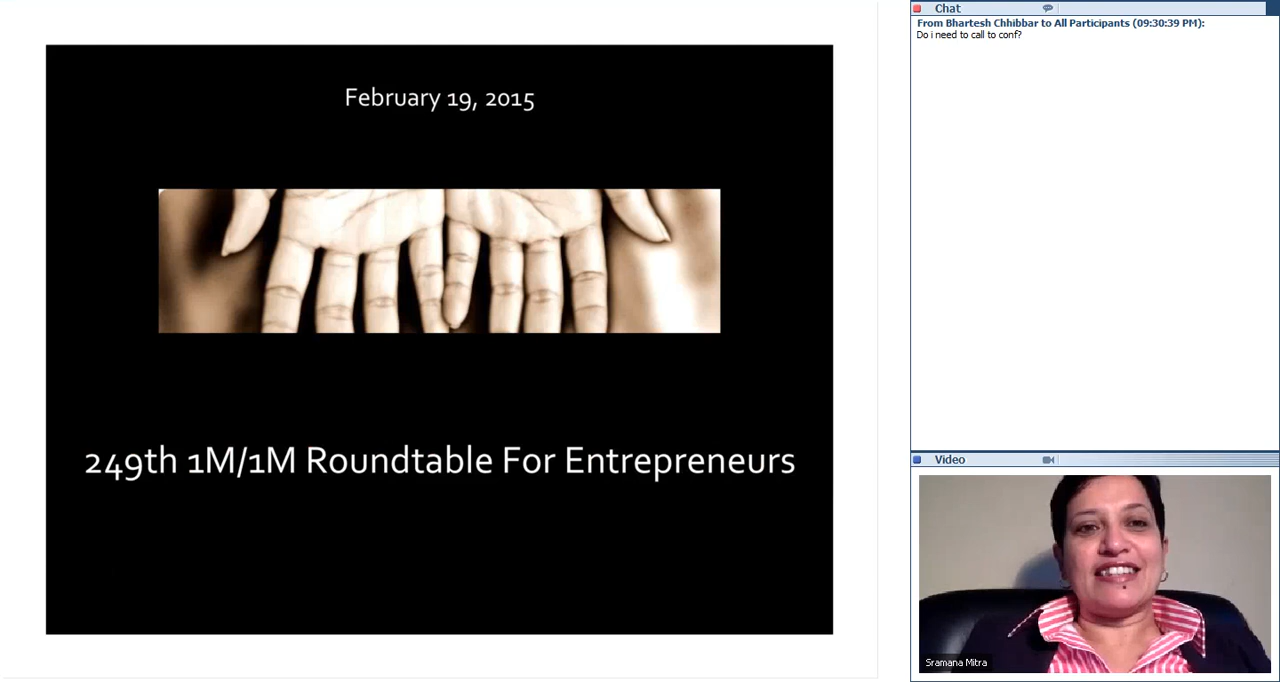 February 19, 2015
249th 1M/1M Roundtable For Entrepreneurs
Chat
From Bhartesh Chhibbar to All Participants (09:30:39 PM):
Do i need to call to conf?
Video
Sramana Mitra